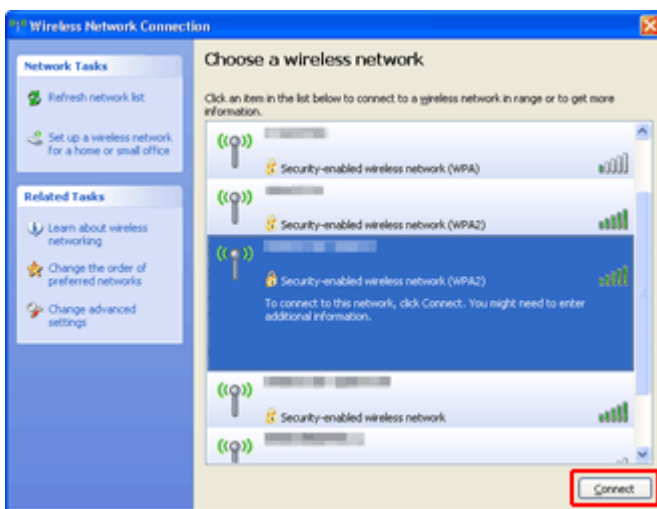 Wireless Network Connection
Network Tasks
Refresh network list
Set up a wireless network
for a home or small office
Related Tasks
Learn about wireless
networking
Change the order of
preferred networks
Change advanced
settings
Choose a wireless network
Click an item in the list below to connect to a wireless network in range or to get more
information.
Security-enabled wireless network (WPA)
Security-enabled wireless network (WPA2)
Security-enabled wireless network (WPA2)
To connect to this network, click Connect. You might need to enter
additional information.
Security-enabled wireless network
Connect